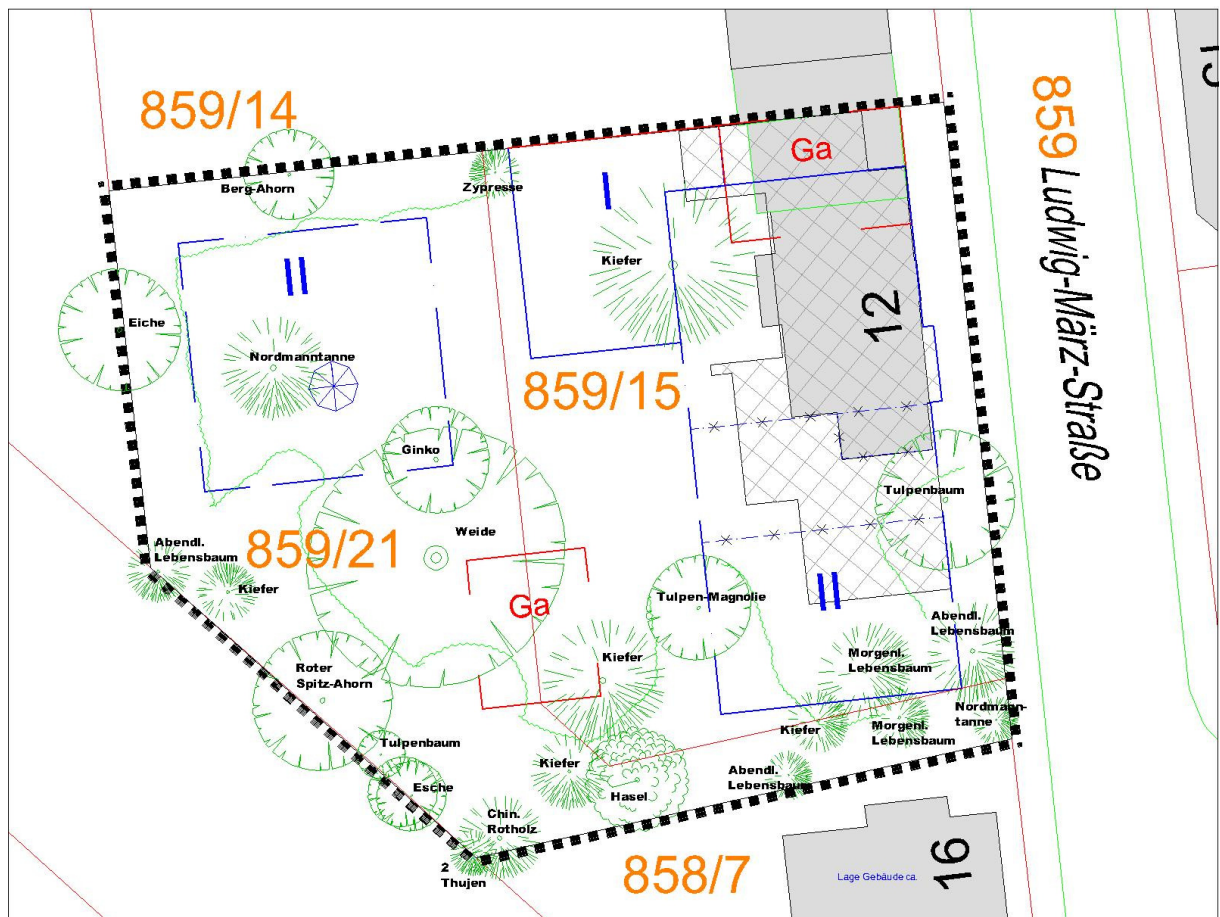 859/14
859 Ludwig-März-Straße
Ga
Berg-Ahorn
Zypresse
I
Kiefer
II
Eiche
12
Nordmanntanne
859/15
Ginko
Tulpenbaum
Weide
859/21
Abendl.
Lebensbaum
Kiefer
Ga
Tulpen-Magnolie
II
Abendl.
Lebensbaum
Roter
Spitz-Ahorn
Kiefer
Morgenl.
Lebensbaum
Nordmann-
tanne
Kiefer
Morgenl.
Lebensbaum
Tulpenbaum
Kiefer
Abendl.
Lebensbaum
Esche
Hasel
Chin.
Rotholz
2
Thujen
858/7
Lage Gebäude ca.
16